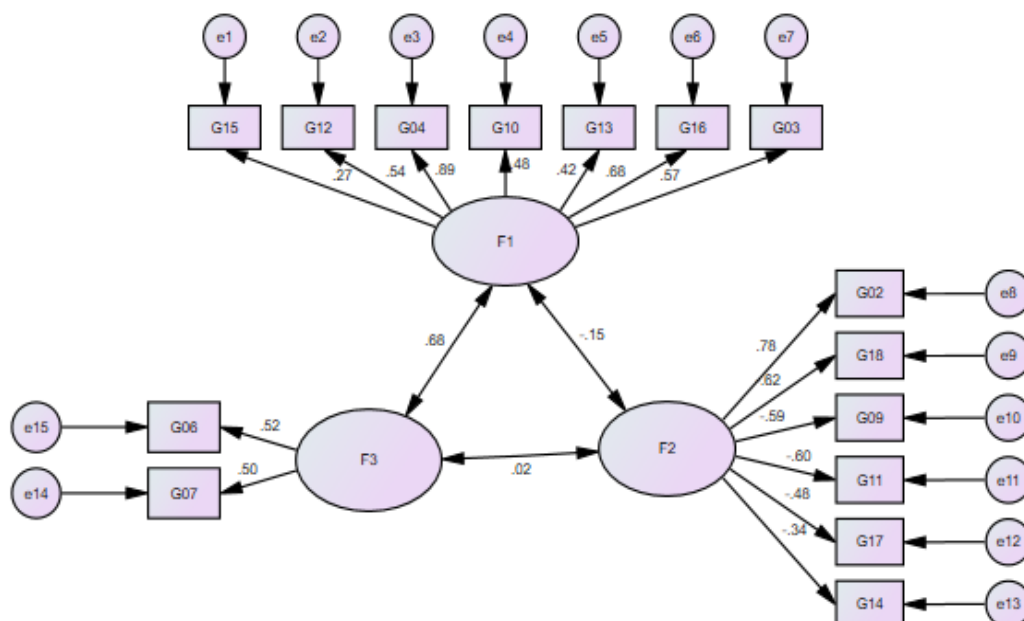 e1 e2 e3 e4 e5 e6 e7
G15 G12 G04 G10 G13 G16 G03
.27 .54 .89 .48 .42 .68 .57
F1
G02 e8
.68 -.15 .78
G18 e9
.62
e15 G06 .52 -.59 G09 e10
F3 F2
.02 -.60 G11 e11
e14 G07 .50 -.48
G17 e12
-.34
G14 e13